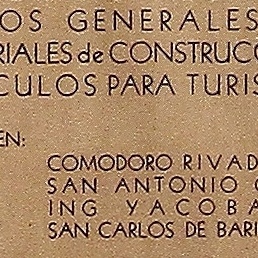 OS GENERALES
RIALES de CONSTRUCC
CULOS PARA TURIS
EN:
COMODORO RIVAD
SAN ANTONIO
ING YACOBA
SAN CARLOS DE BARI